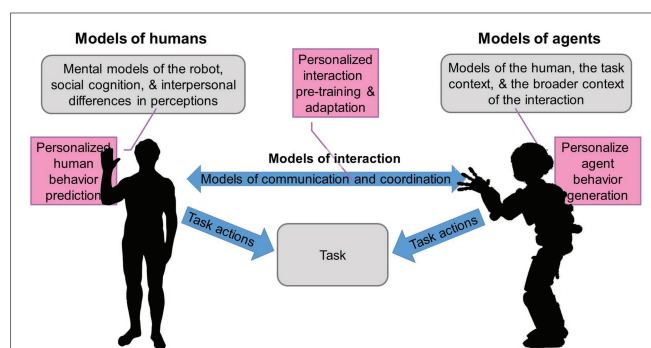 Models of humans
Mental models of the robot,
social cognition, & interpersonal
differences in perceptions
Personalized
human
behavior
prediction
Personalized
interaction
pre-training &
adaptation
Models of interaction
Models of communication and coordination
Models of agents
Models of the human, the task
context, & the broader context
of the interaction
Personalize
agent
behavior
generation
Task actions
Task
Task actions